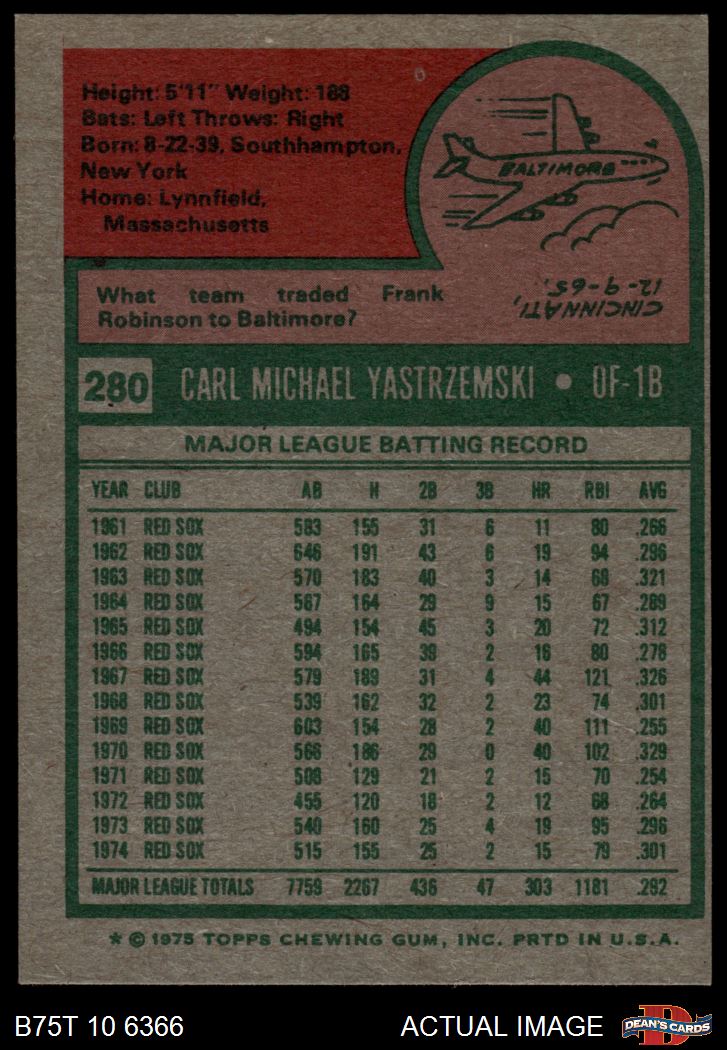 Height: 5'11" Weight: 188
Bats: Left Throws: Right
Born: 8-22-39, Southhampton,
New York
Home: Lynnfield,
Massachusetts
BALTIMORE
What team traded Frank
Robinson to Baltimore?
CINCINNATI,
12-9-65.
280 CARL MICHAEL YASTRZEMSKI • OF-1B
MAJOR LEAGUE BATTING RECORD
YEAR CLUB AB H 2B 3B HR RBI AVG
1961 RED SOX 583 155 31 6 11 80 .266
1962 RED SOX 646 191 43 6 19 94 .296
1963 RED SOX 570 183 40 3 14 68 .321
1964 RED SOX 567 164 29 9 15 67 .289
1965 RED SOX 494 154 45 3 20 72 .312
1966 RED SOX 594 165 39 2 16 80 .278
1967 RED SOX 579 189 31 4 44 121 .326
1968 RED SOX 539 162 32 2 23 74 .301
1969 RED SOX 603 154 28 2 40 111 .255
1970 RED SOX 566 186 29 0 40 102 .329
1971 RED SOX 508 129 21 2 15 70 .254
1972 RED SOX 455 120 18 2 12 68 .264
1973 RED SOX 540 160 25 4 19 95 .296
1974 RED SOX 515 155 25 2 15 79 .301
MAJOR LEAGUE TOTALS 7759 2267 436 47 303 1181 .292
* © 1975 TOPPS CHEWING GUM, INC. PRTD IN U.S.A.
B75T 10 6366 ACTUAL IMAGE DEAN'S CARDS